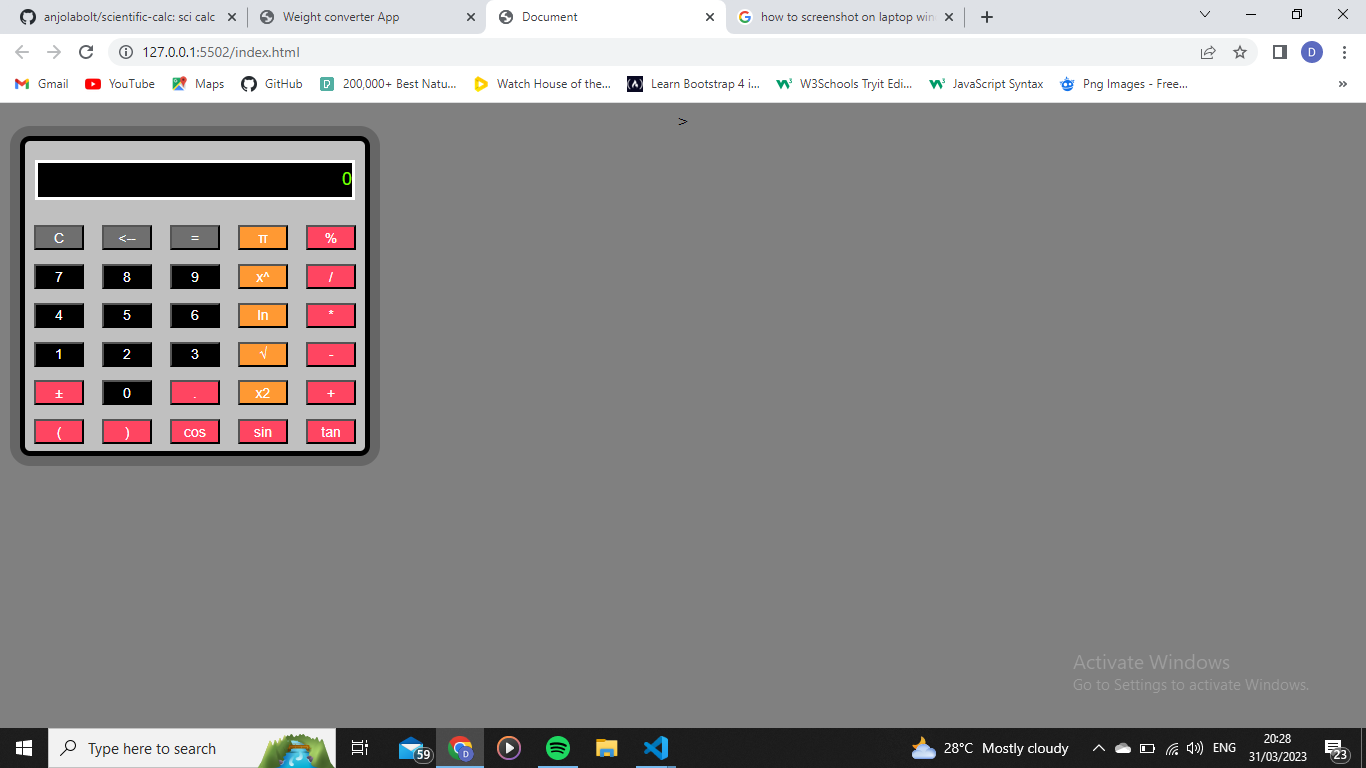 anjolabolt/scientific-calc: sci calc
Weight converter App
Document
how to screenshot on laptop win
127.0.0.1:5502/index.html
D
Gmail
YouTube
Maps
GitHub
200,000+ Best Natu...
Watch House of the...
Learn Bootstrap 4 i...
W3Schools Tryit Edi...
JavaScript Syntax
Png Images - Free...
»
>
0
C <-- = π %
7 8 9 x^ /
4 5 6 ln *
1 2 3 √ -
± 0 . x2 +
( ) cos sin tan
Activate Windows
Go to Settings to activate Windows.
Type here to search
59
D
28°C Mostly cloudy
ENG
20:28
31/03/2023
23